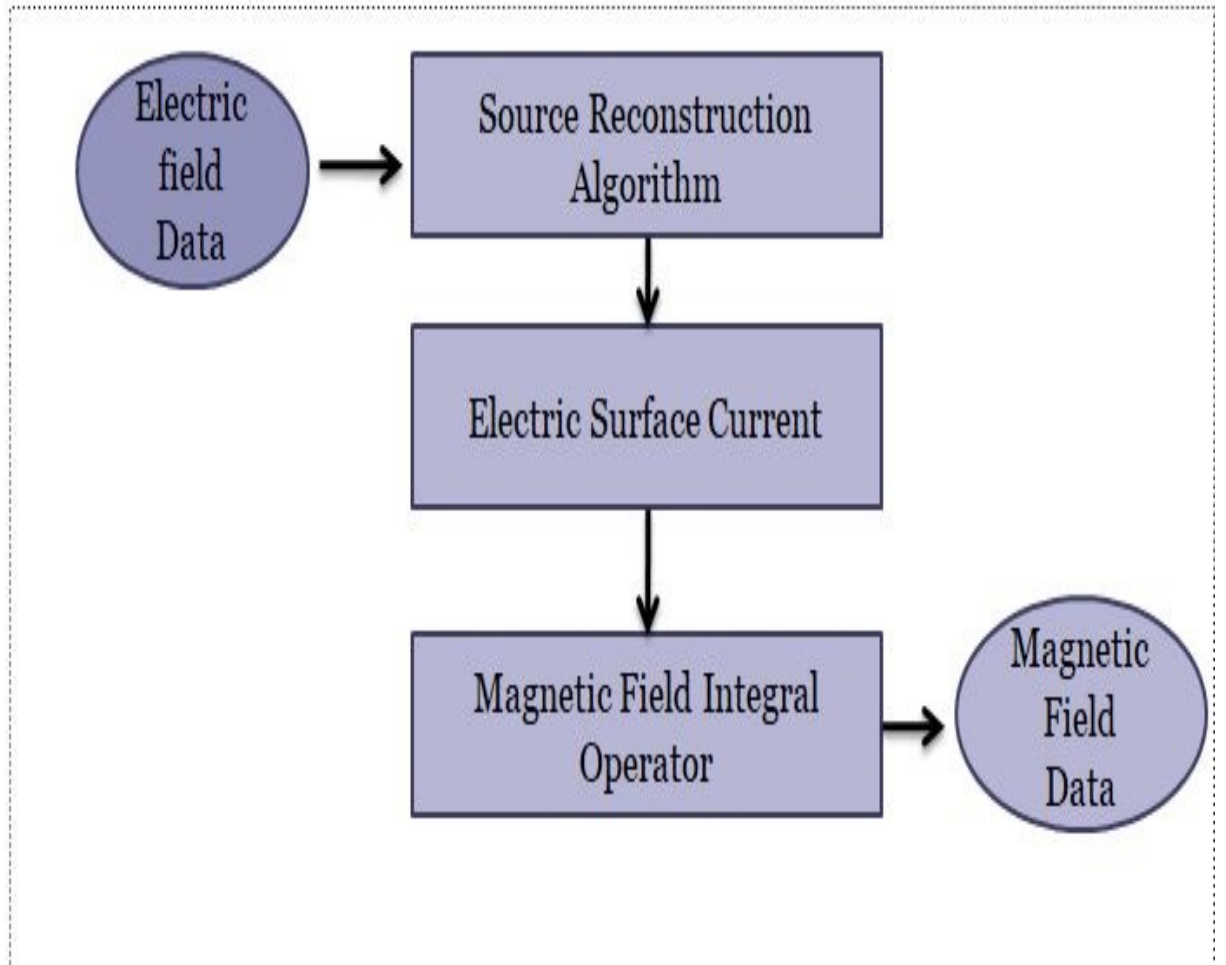 Electric
field
Data
Source Reconstruction
Algorithm
Electric Surface Current
Magnetic Field Integral
Operator
Magnetic
Field
Data